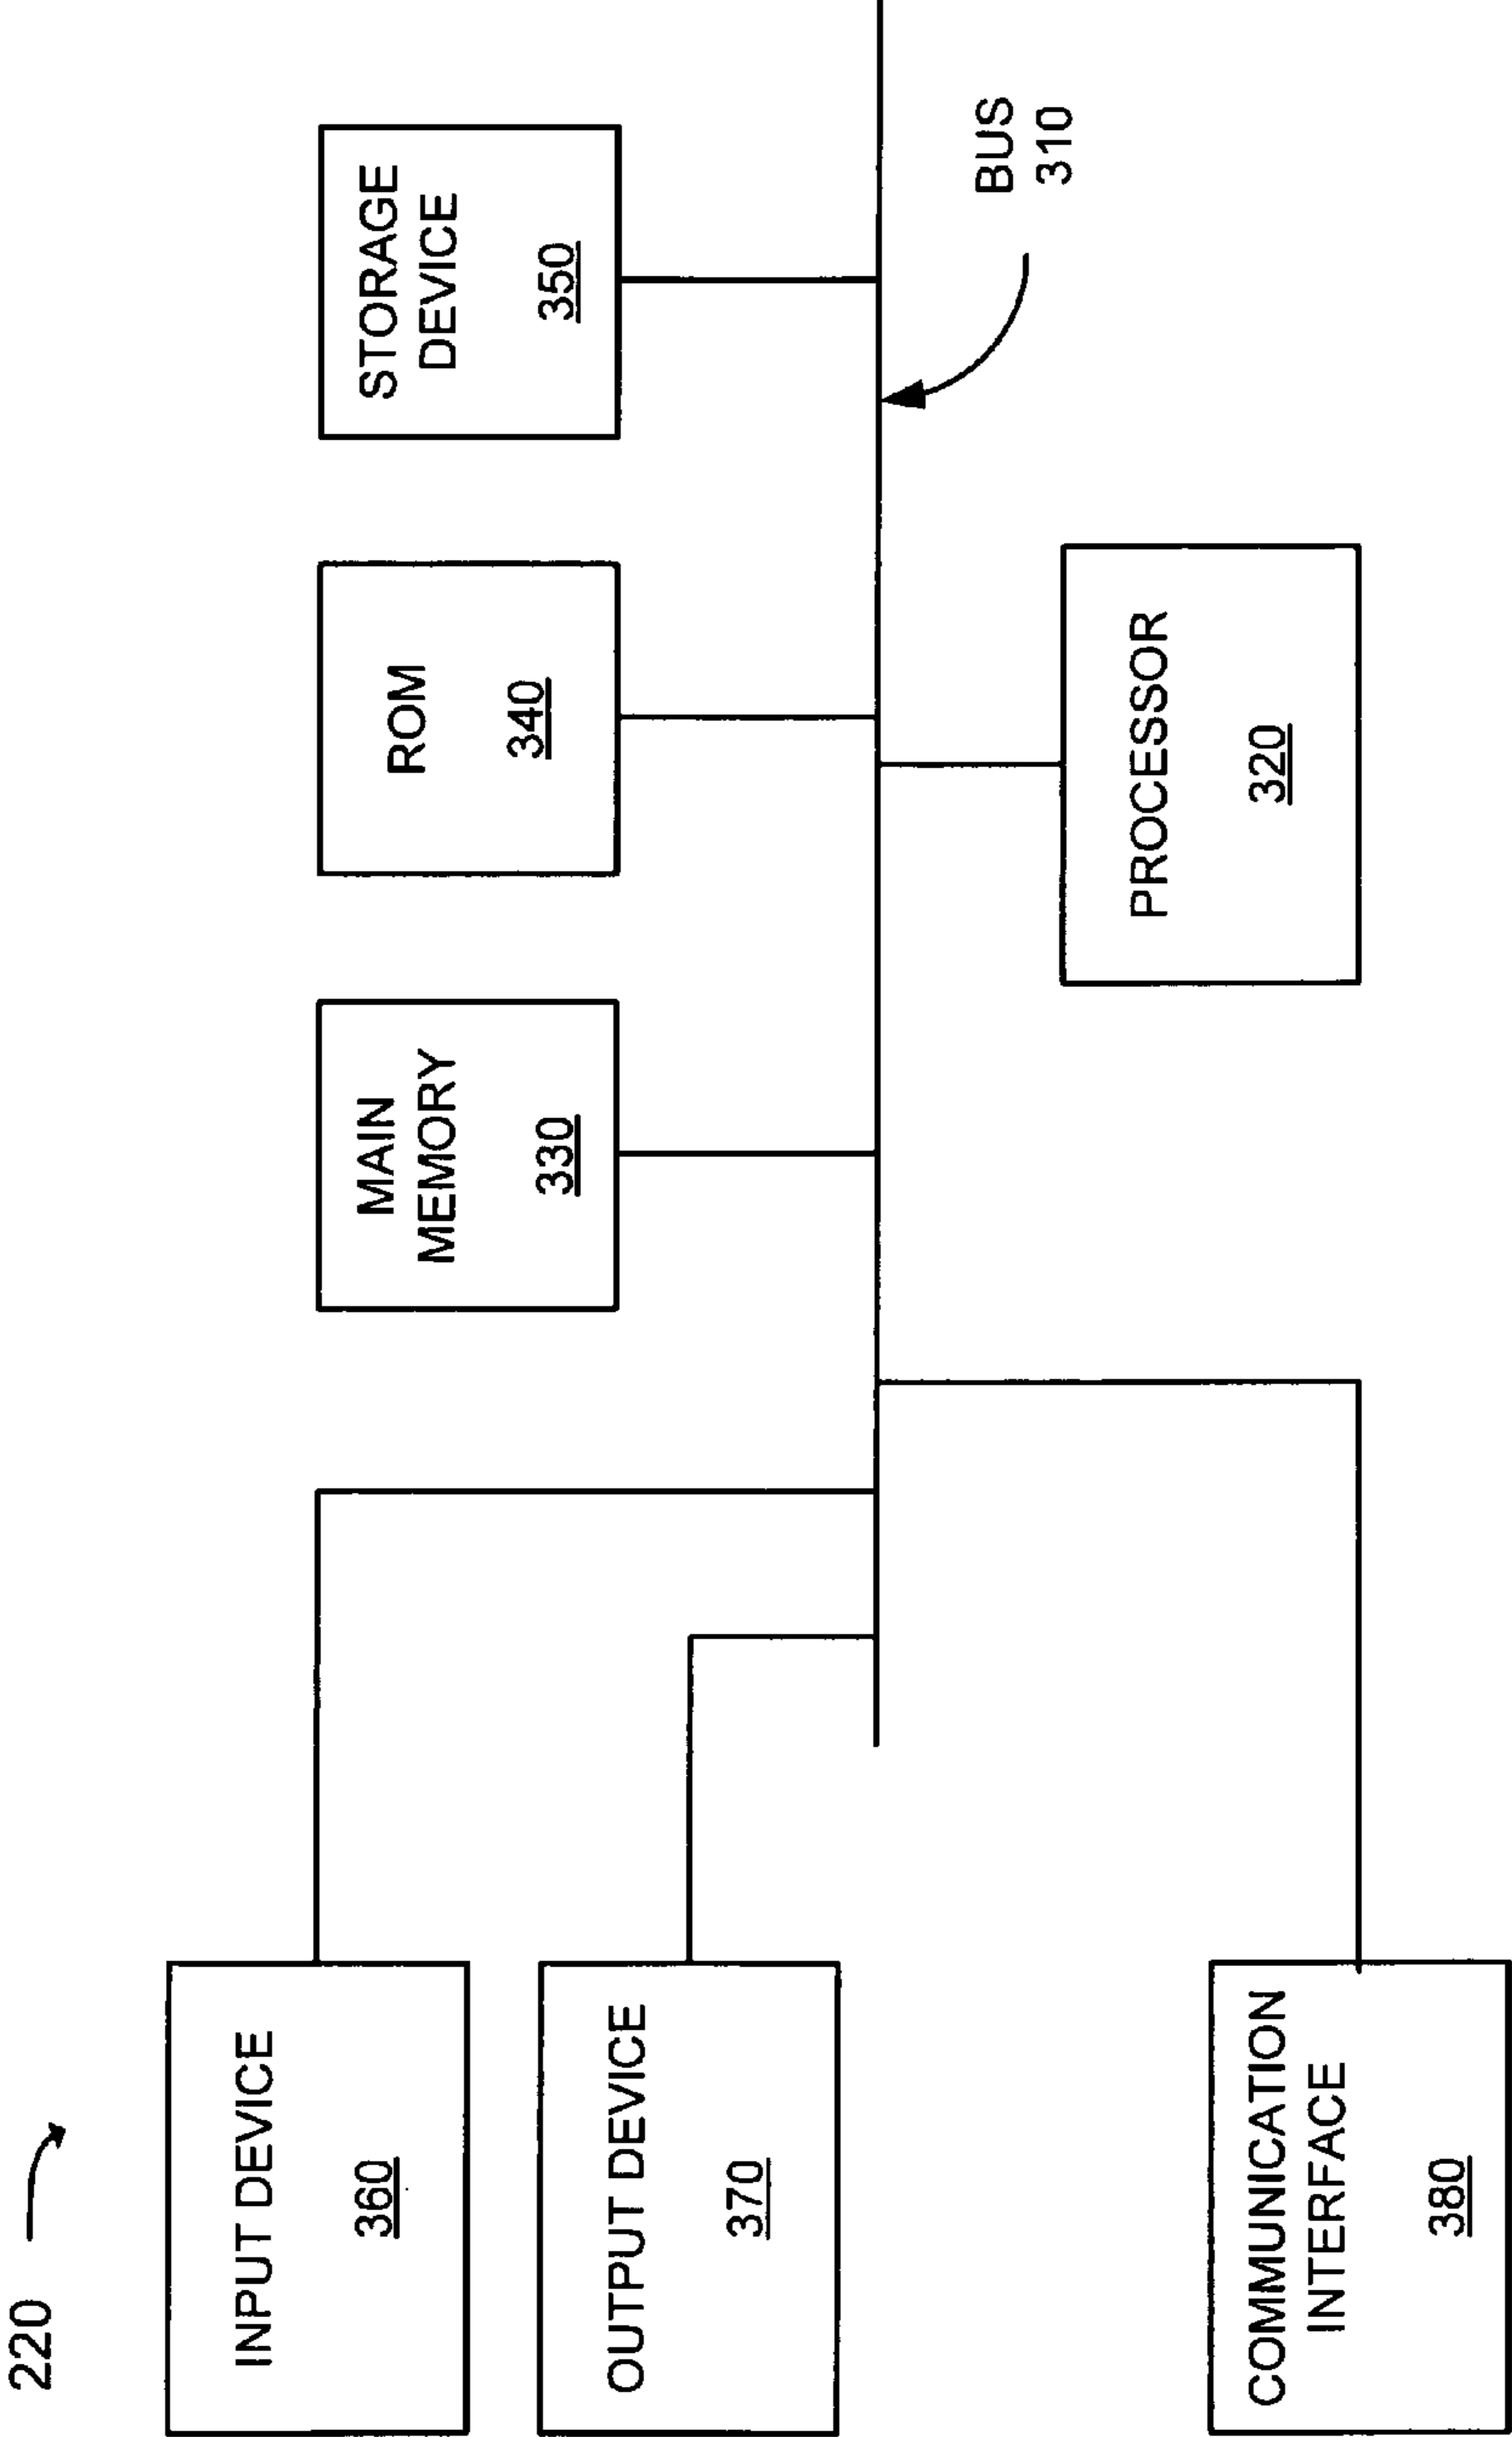 220
INPUT DEVICE
360
OUTPUT DEVICE
370
COMMUNICATION
INTERFACE
380
MAIN
MEMORY
330
ROM
340
STORAGE
DEVICE
350
PROCESSOR
320
BUS
310